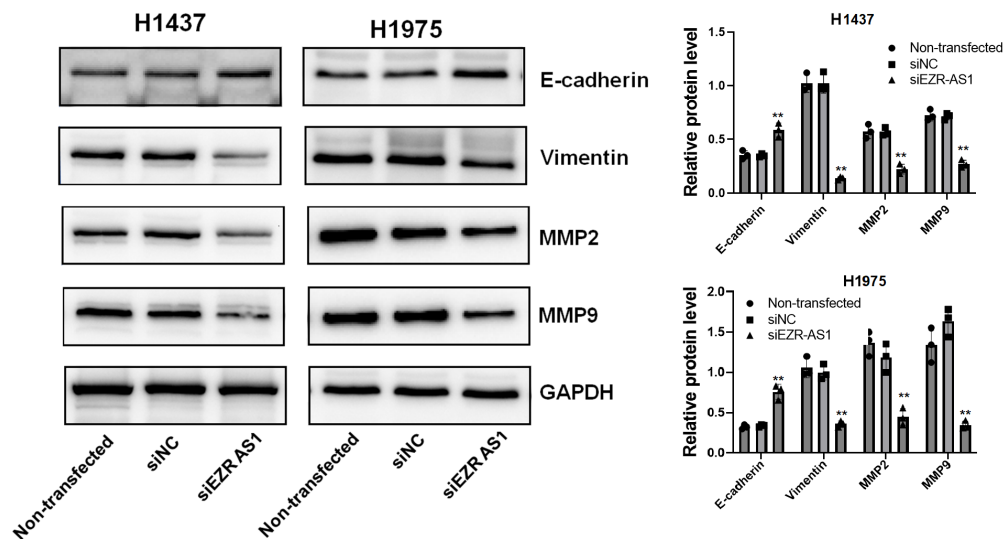 H1437
H1975
E-cadherin
Vimentin
MMP2
MMP9
GAPDH
Non-transfected
siNC
siEZR AS1
Non-transfected
siNC
siEZR AS1
H1437
Relative protein level
1.5
1.0
0.5
0.0
Non-transfected
siNC
siEZR-AS1
**
**
**
**
E-cadherin
Vimentin
MMP2
MMP9
H1975
Relative protein level
2.0
1.5
1.0
0.5
0.0
Non-transfected
siNC
siEZR-AS1
**
**
**
**
E-cadherin
Vimentin
MMP2
MMP9